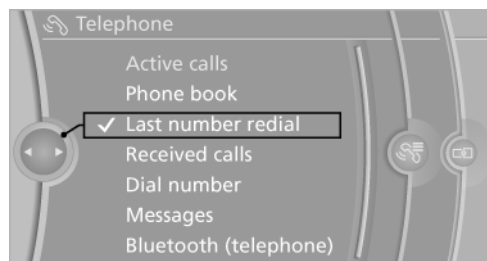 Telephone
Active calls
Phone book
✓ Last number redial
Received calls
Dial number
Messages
Bluetooth (telephone)